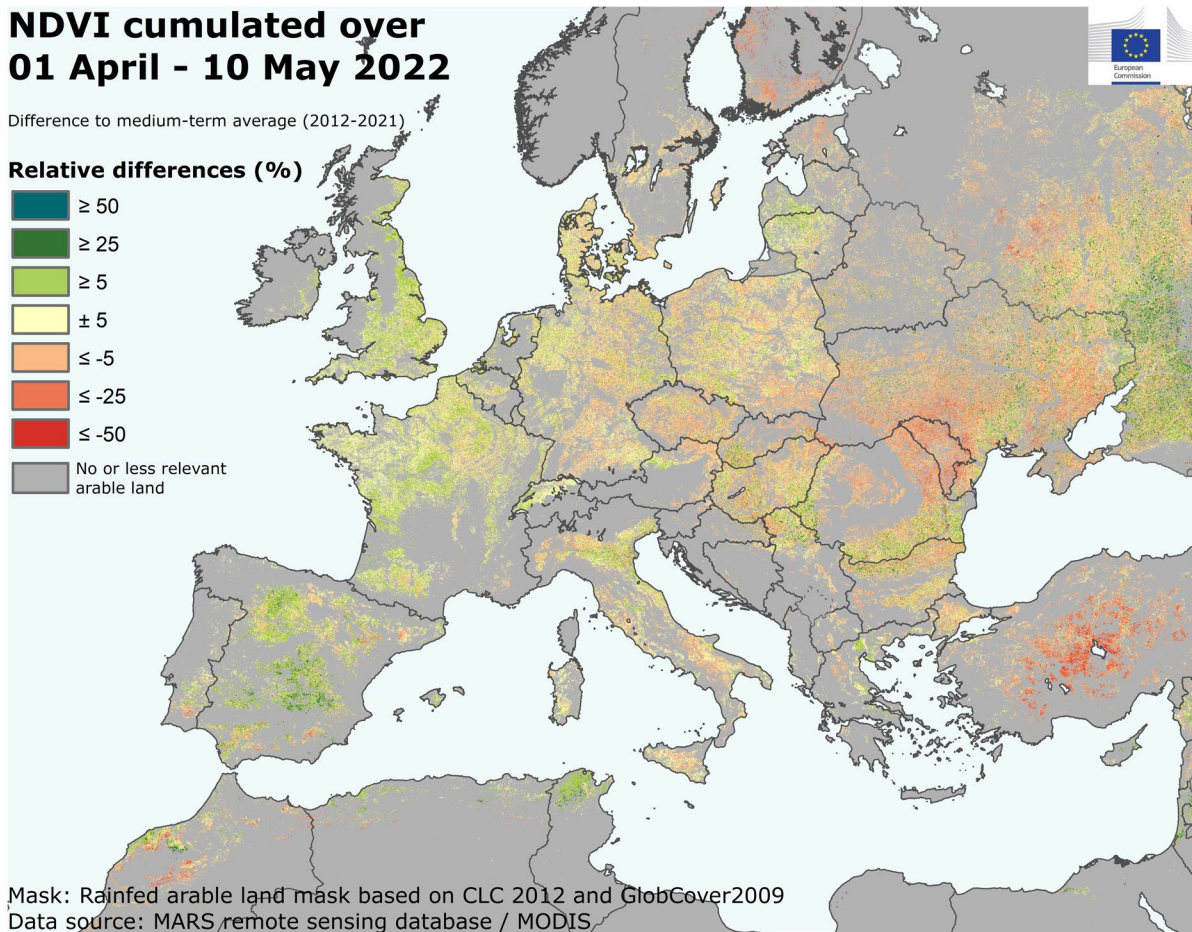 NDVI cumulated over
01 April - 10 May 2022
Difference to medium-term average (2012-2021)
Relative differences (%)
≥ 50
≥ 25
≥ 5
± 5
≤ -5
≤ -25
≤ -50
No or less relevant
arable land
European
Commission
Mask: Rainfed arable land mask based on CLC 2012 and GlobCover2009
Data source: MARS remote sensing database / MODIS